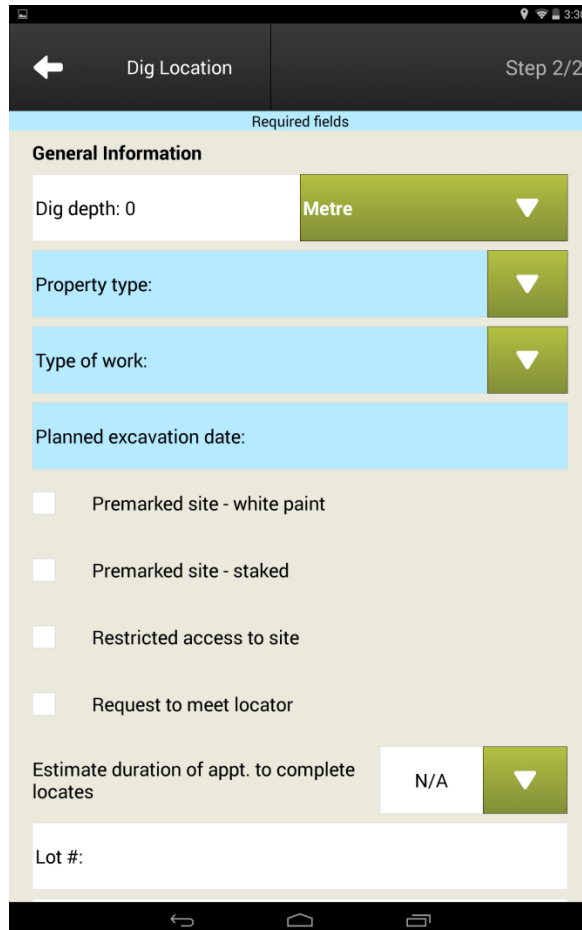 3:30
Dig Location
Step 2/2
Required fields
General Information
Dig depth: 0
Metre
Property type:
Type of work:
Planned excavation date:
Premarked site - white paint
Premarked site - staked
Restricted access to site
Request to meet locator
Estimate duration of appt. to complete
locates
N/A
Lot #: